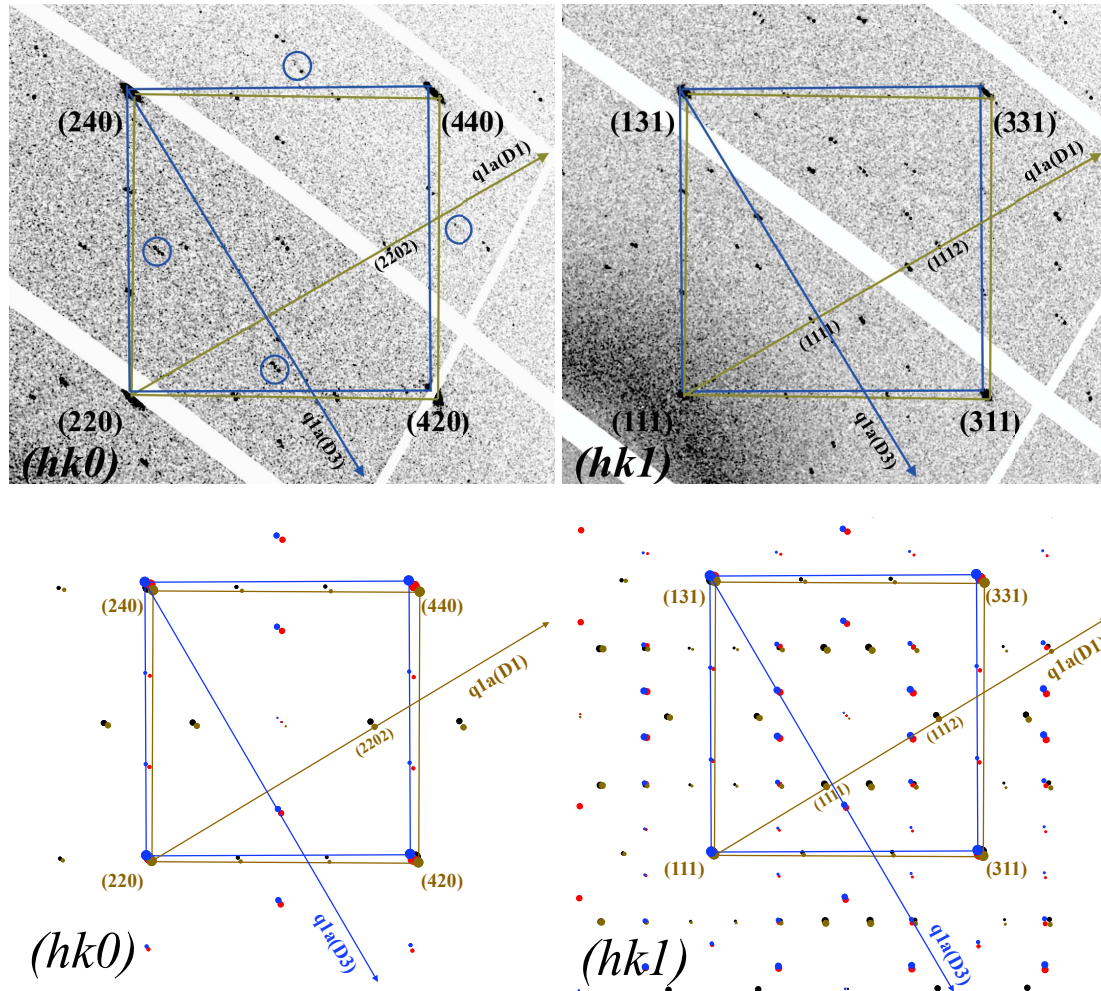 (240)
(440)
q1a(D1)
(2202)
(220)
(420)
q1a(D3)
(hk0)
(131)
(331)
q1a(D1)
(1112)
(1111)
(111)
(311)
q1a(D3)
(hk1)
(240)
(440)
q1a(D1)
(2202)
(220)
(420)
q1a(D3)
(hk0)
(131)
(331)
q1a(D1)
(1112)
(1111)
(111)
(311)
q1a(D3)
(hk1)